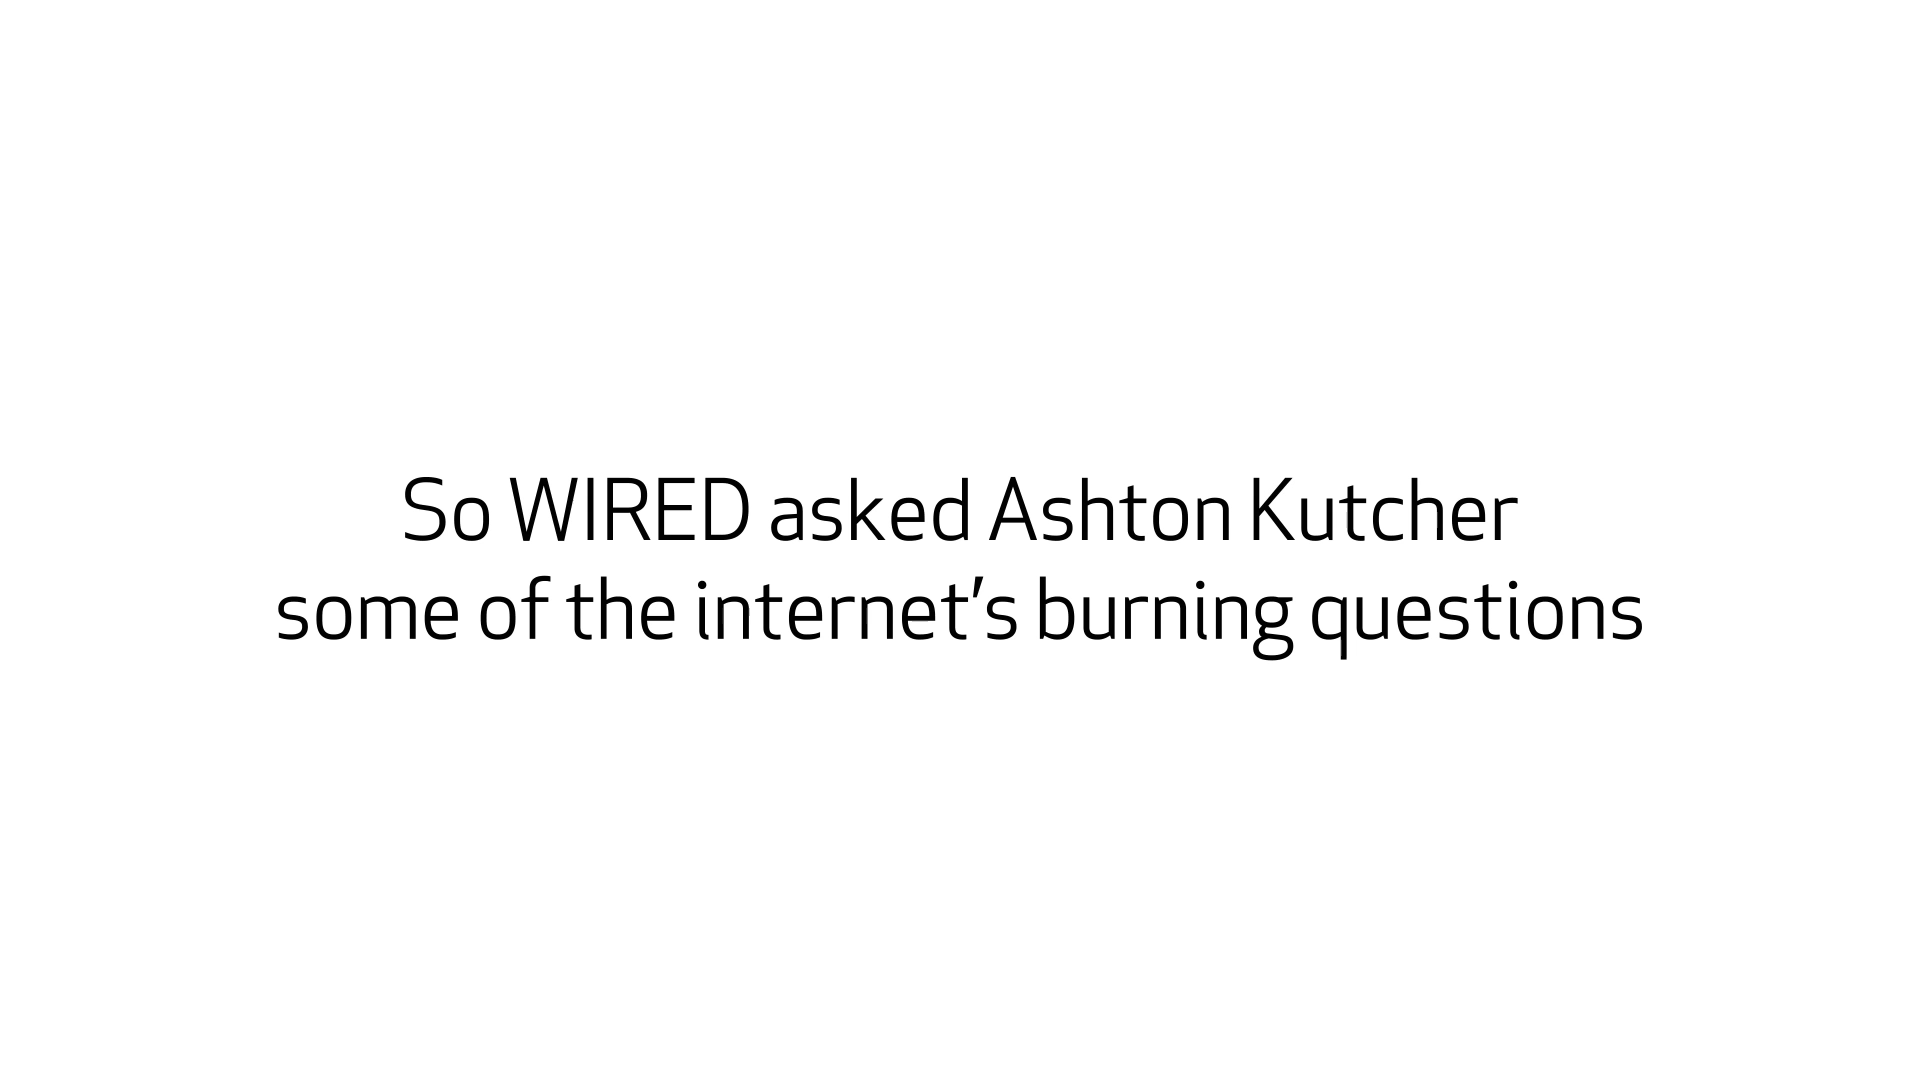 So WIRED asked Ashton Kutcher
some of the internet’s burning questions